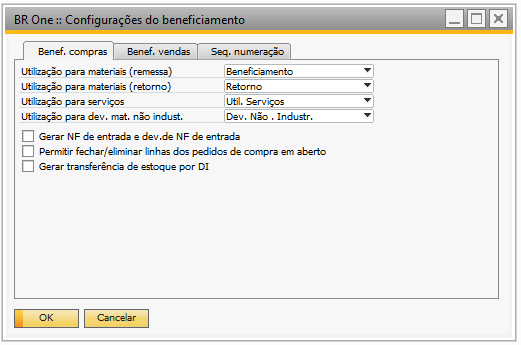 BR One :: Configurações do beneficiamento
Benef. compras Benef. vendas Seq. numeração
Utilização para materiais (remessa) Beneficiamento
Utilização para materiais (retorno) Retorno
Utilização para serviços Util. Serviços
Utilização para dev. mat. não indust. Dev. Não . Industr.
Gerar NF de entrada e dev.de NF de entrada
Permitir fechar/eliminar linhas dos pedidos de compra em aberto
Gerar transferência de estoque por DI
OK Cancelar